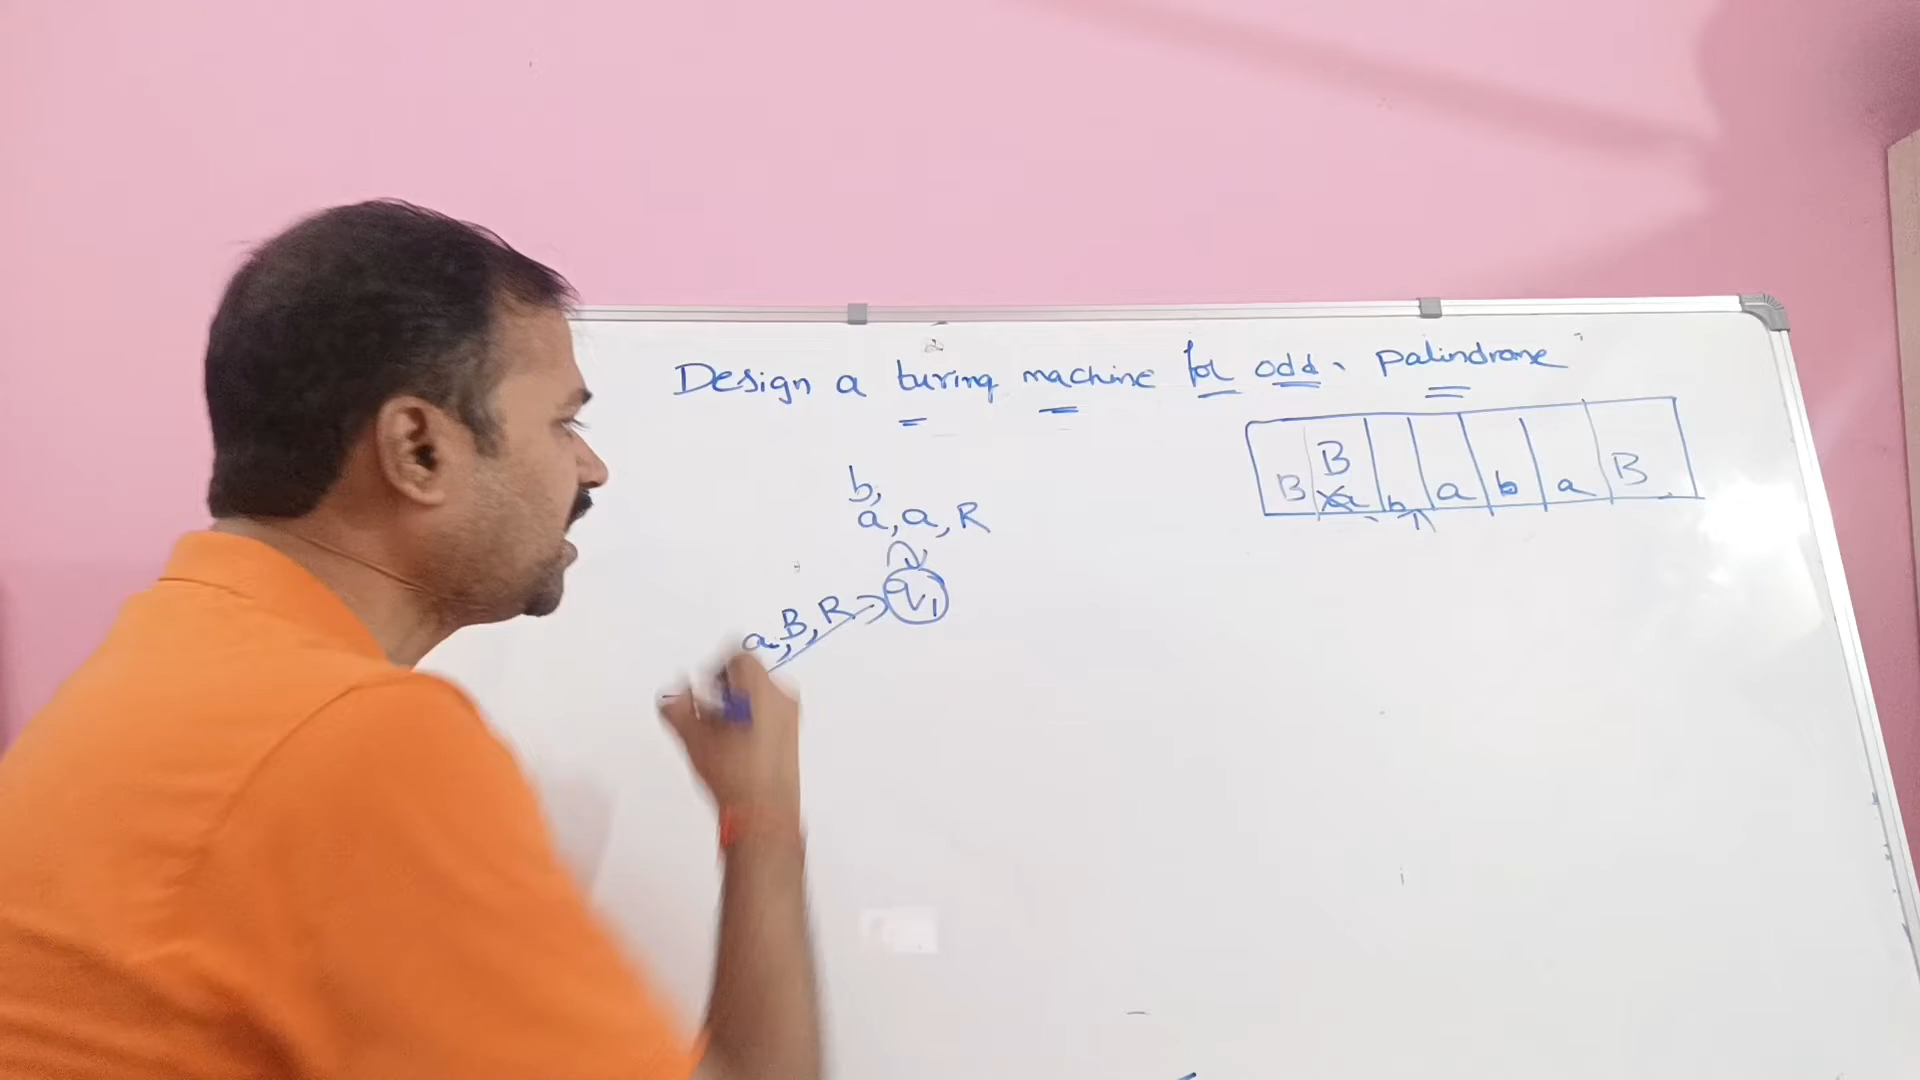 Design a turing machine for odd palindrome
B B a b a b a B
b,
a, a, R
q1
a, B, R